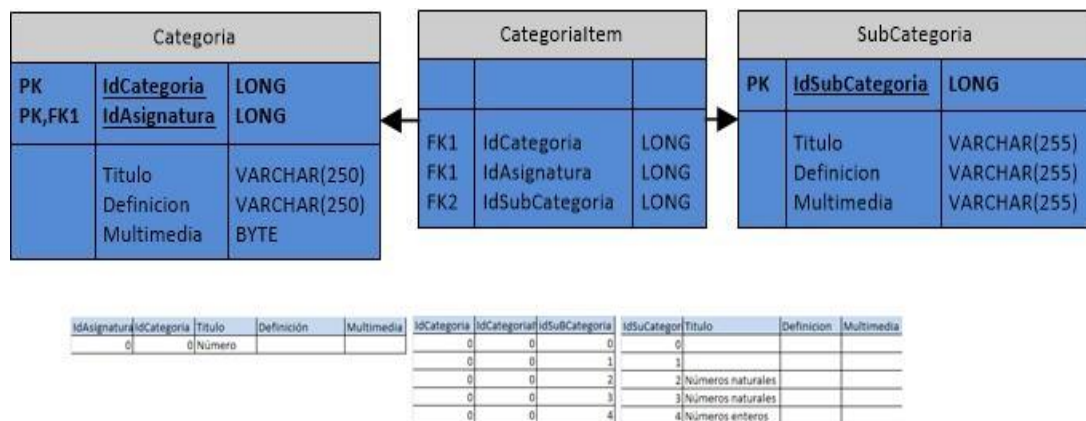 Categoria
PK IdCategoria LONG
PK,FK1 IdAsignatura LONG
Titulo VARCHAR(250)
Definicion VARCHAR(250)
Multimedia BYTE
CategoriaItem
FK1 IdCategoria LONG
FK1 IdAsignatura LONG
FK2 IdSubCategoria LONG
SubCategoria
PK IdSubCategoria LONG
Titulo VARCHAR(255)
Definicion VARCHAR(255)
Multimedia VARCHAR(255)
IdAsignatura IdCategoria Titulo Definición Multimedia
0 0 Número
IdCategoria idSuBCategoria
0 0 0
0 0 1
0 0 2
0 0 3
0 0 4
Titulo Definicion Multimedia
0
1
2 Números naturales
3 Números naturales
4 Números enteros